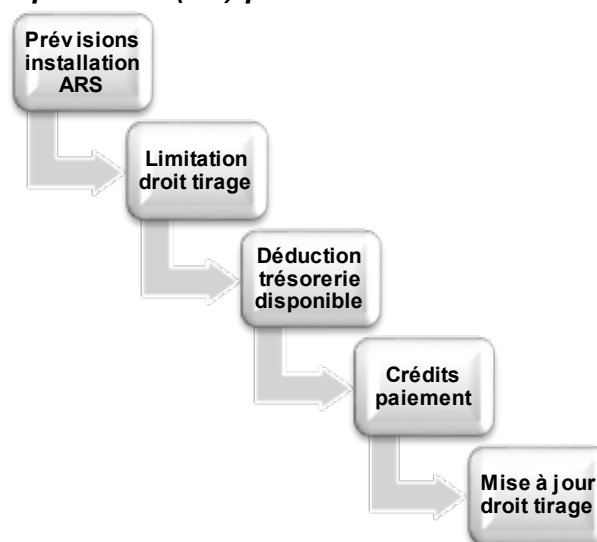 Prévisions
installation
ARS
Limitation
droit tirage
Déduction
trésorerie
disponible
Crédits
paiement
Mise à jour
droit tirage